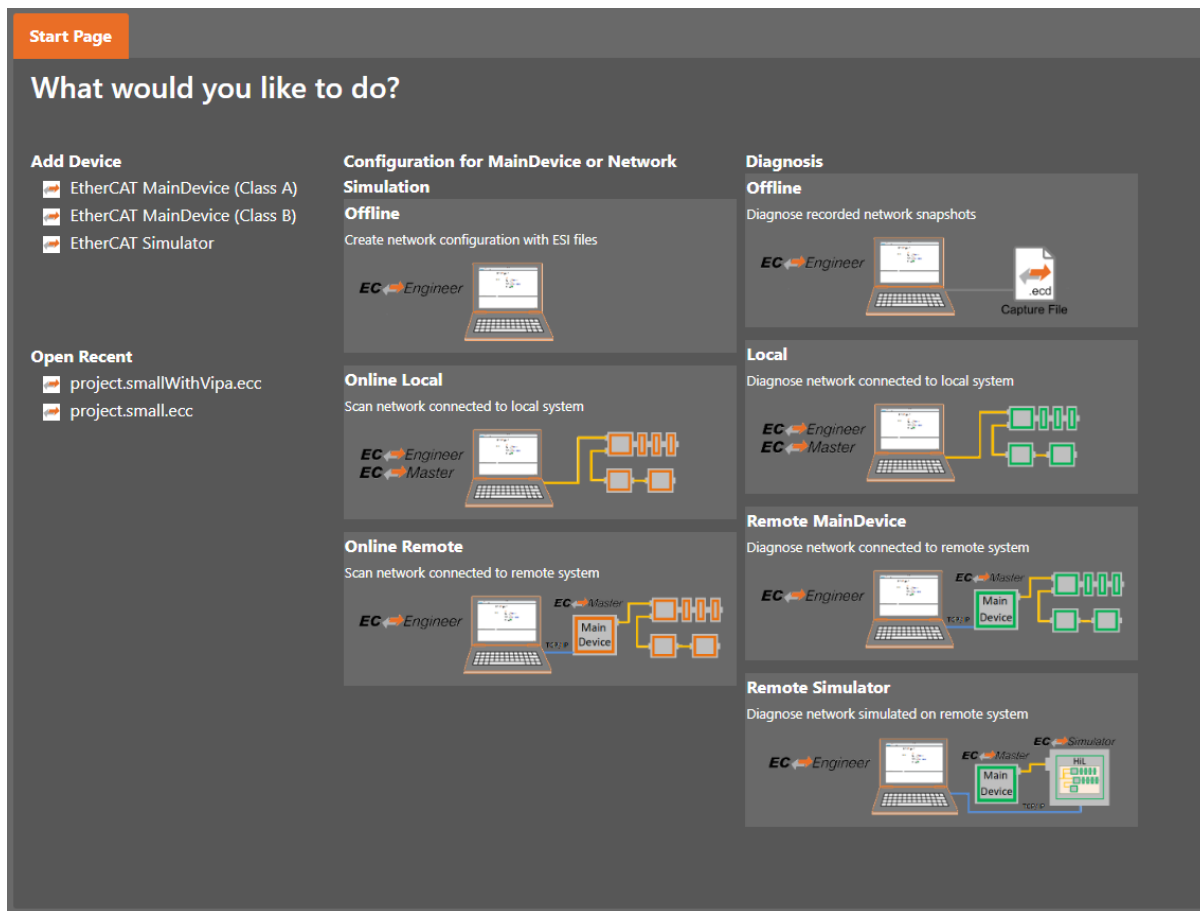 Start Page
What would you like to do?
Add Device
EtherCAT MainDevice (Class A)
EtherCAT MainDevice (Class B)
EtherCAT Simulator
Open Recent
project.smallWithVipa.ecc
project.small.ecc
Configuration for MainDevice or Network
Simulation
Offline
Create network configuration with ESI files
EC Engineer
Online Local
Scan network connected to local system
EC Engineer
EC Master
Online Remote
Scan network connected to remote system
EC Engineer
EC Master
Main
Device
TCP/IP
Diagnosis
Offline
Diagnose recorded network snapshots
EC Engineer
.ecd
Capture File
Local
Diagnose network connected to local system
EC Engineer
EC Master
Remote MainDevice
Diagnose network connected to remote system
EC Engineer
EC Master
Main
Device
TCP/IP
Remote Simulator
Diagnose network simulated on remote system
EC Engineer
EC Master
EC Simulator
Main
Device
HiL
TCP/IP